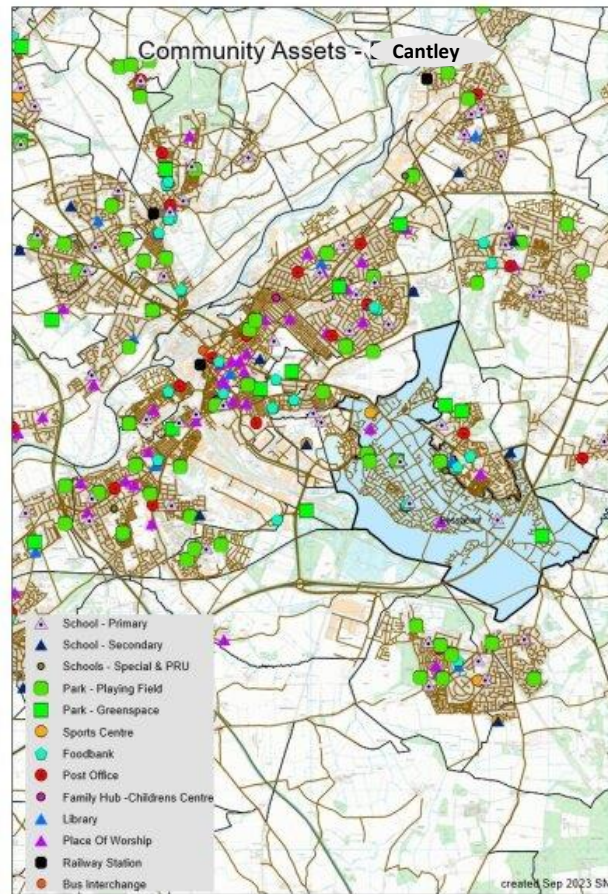 Community Assets - Cantley
School - Primary
School - Secondary
Schools - Special & PRU
Park - Playing Field
Park - Greenspace
Sports Centre
Foodbank
Post Office
Family Hub -Childrens Centre
Library
Place Of Worship
Railway Station
Bus Interchange
created Sep 2023